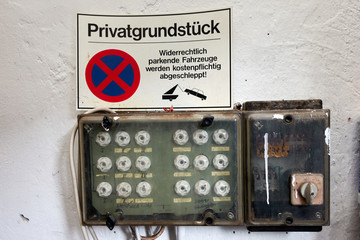 Privatgrundstück
Widerrechtlich
parkende Fahrzeuge
werden kostenpflichtig
abgeschleppt!